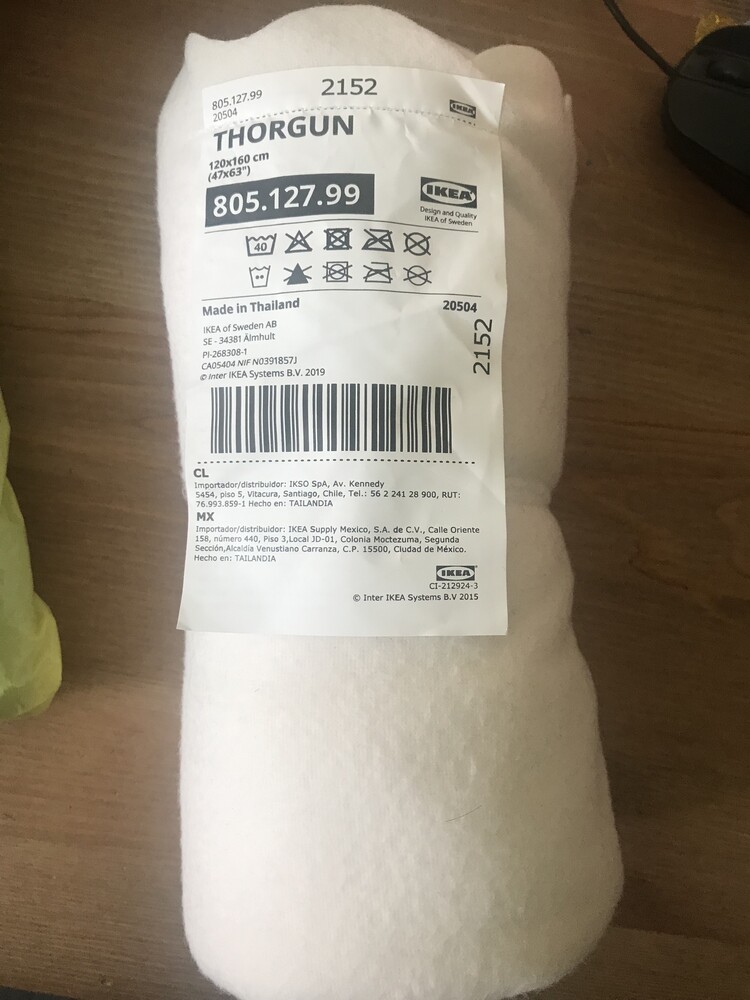 805.127.99
20504
2152
IKEA
THORGUN
120x160 cm
(47x63")
805.127.99
IKEA
Design and Quality
IKEA of Sweden
40
Made in Thailand
20504
IKEA of Sweden AB
SE - 34381 Älmhult
PI-268308-1
CA05404 NIF N0391857J
© Inter IKEA Systems B.V. 2019
2152
CL
Importador/distribuidor: IKSO SpA, Av. Kennedy
5454, piso 5, Vitacura, Santiago, Chile, Tel.: 56 2 241 28 900, RUT:
76.993.859-1 Hecho en: TAILANDIA
MX
Importador/distribuidor: IKEA Supply Mexico, S.A. de C.V., Calle Oriente
158, número 440, Piso 3,Local JD-01, Colonia Moctezuma, Segunda
Sección,Alcaldía Venustiano Carranza, C.P. 15500, Ciudad de México.
Hecho en: TAILANDIA
IKEA
CI-212924-3
© Inter IKEA Systems B.V 2015